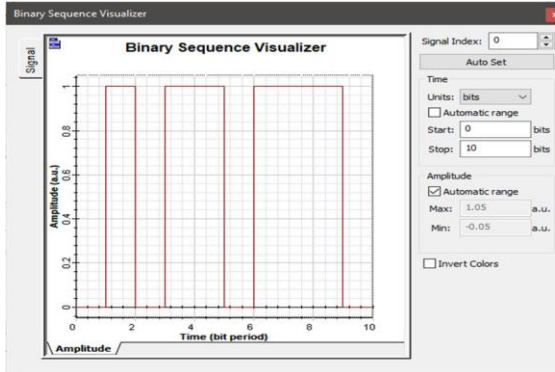 Binary Sequence Visualizer
x
Signal
Binary Sequence Visualizer
Amplitude (a.u.)
1
0.8
0.6
0.4
0.2
0
0 2 4 6 8 10
Time (bit period)
Amplitude
Signal Index: 0
Auto Set
Time
Units: bits
Automatic range
Start: 0 bits
Stop: 10 bits
Amplitude
Automatic range
Max: 1.05 a.u.
Min: -0.05 a.u.
Invert Colors